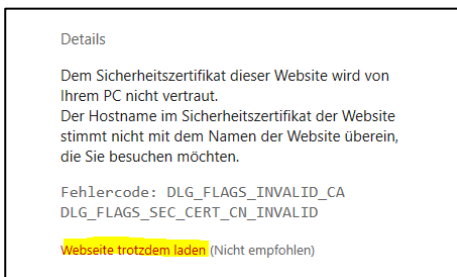 Details
Dem Sicherheitszertifikat dieser Website wird von
Ihrem PC nicht vertraut.
Der Hostname im Sicherheitszertifikat der Website
stimmt nicht mit dem Namen der Website überein,
die Sie besuchen möchten.
Fehlercode: DLG_FLAGS_INVALID_CA
DLG_FLAGS_SEC_CERT_CN_INVALID
Webseite trotzdem laden (Nicht empfohlen)